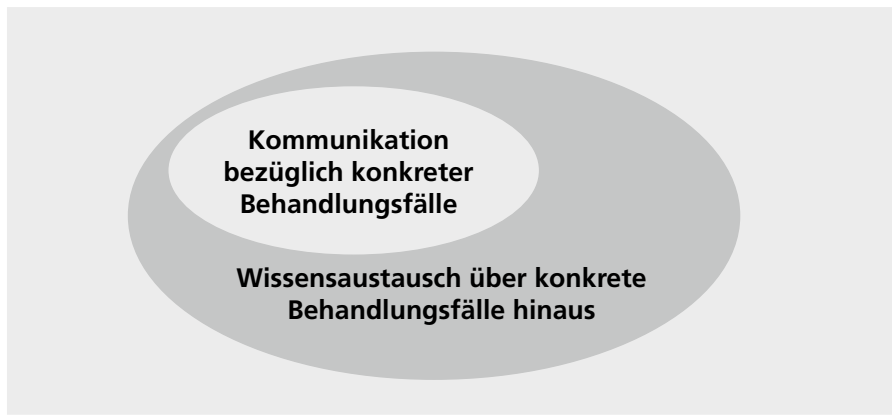 Kommunikation
bezüglich konkreter
Behandlungsfälle
Wissensaustausch über konkrete
Behandlungsfälle hinaus